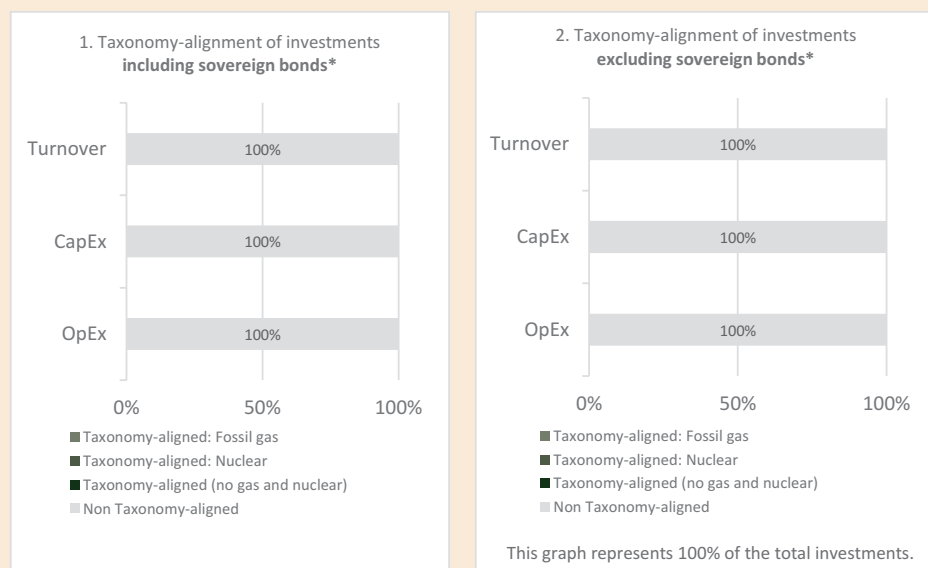 1. Taxonomy-alignment of investments
including sovereign bonds*
Turnover
100%
CapEx
100%
OpEx
100%
0%
50%
100%
Taxonomy-aligned: Fossil gas
Taxonomy-aligned: Nuclear
Taxonomy-aligned (no gas and nuclear)
Non Taxonomy-aligned
2. Taxonomy-alignment of investments
excluding sovereign bonds*
Turnover
100%
CapEx
100%
OpEx
100%
0%
50%
100%
Taxonomy-aligned: Fossil gas
Taxonomy-aligned: Nuclear
Taxonomy-aligned (no gas and nuclear)
Non Taxonomy-aligned
This graph represents 100% of the total investments.